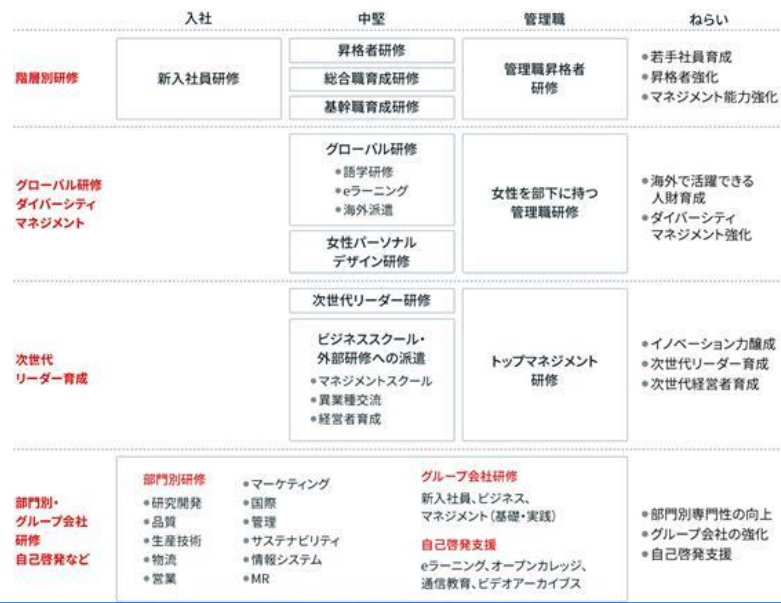 入社
中堅
管理職
ねらい
階層別研修
新入社員研修
昇格者研修
総合職育成研修
基幹職育成研修
管理職昇格者
研修
●若手社員育成
●昇格者強化
●マネジメント能力強化
グローバル研修
ダイバーシティ
マネジメント
グローバル研修
●語学研修
●eラーニング
●海外派遣
女性パーソナル
デザイン研修
女性を部下に持つ
管理職研修
●海外で活躍できる
人財育成
●ダイバーシティ
マネジメント強化
次世代
リーダー育成
次世代リーダー研修
ビジネススクール・
外部研修への派遣
●マネジメントスクール
●異業種交流
●経営者育成
トップマネジメント
研修
●イノベーション力醸成
●次世代リーダー育成
●次世代経営者育成
部門別・
グループ会社
研修
自己啓発など
部門別研修
●研究開発
●品質
●生産技術
●物流
●営業
●マーケティング
●国際
●管理
●サステナビリティ
●情報システム
●MR
グループ会社研修
新入社員、ビジネス、
マネジメント（基礎・実践）
自己啓発支援
eラーニング、オープンカレッジ、
通信教育、ビデオアーカイブス
●部門別専門性の向上
●グループ会社の強化
●自己啓発支援